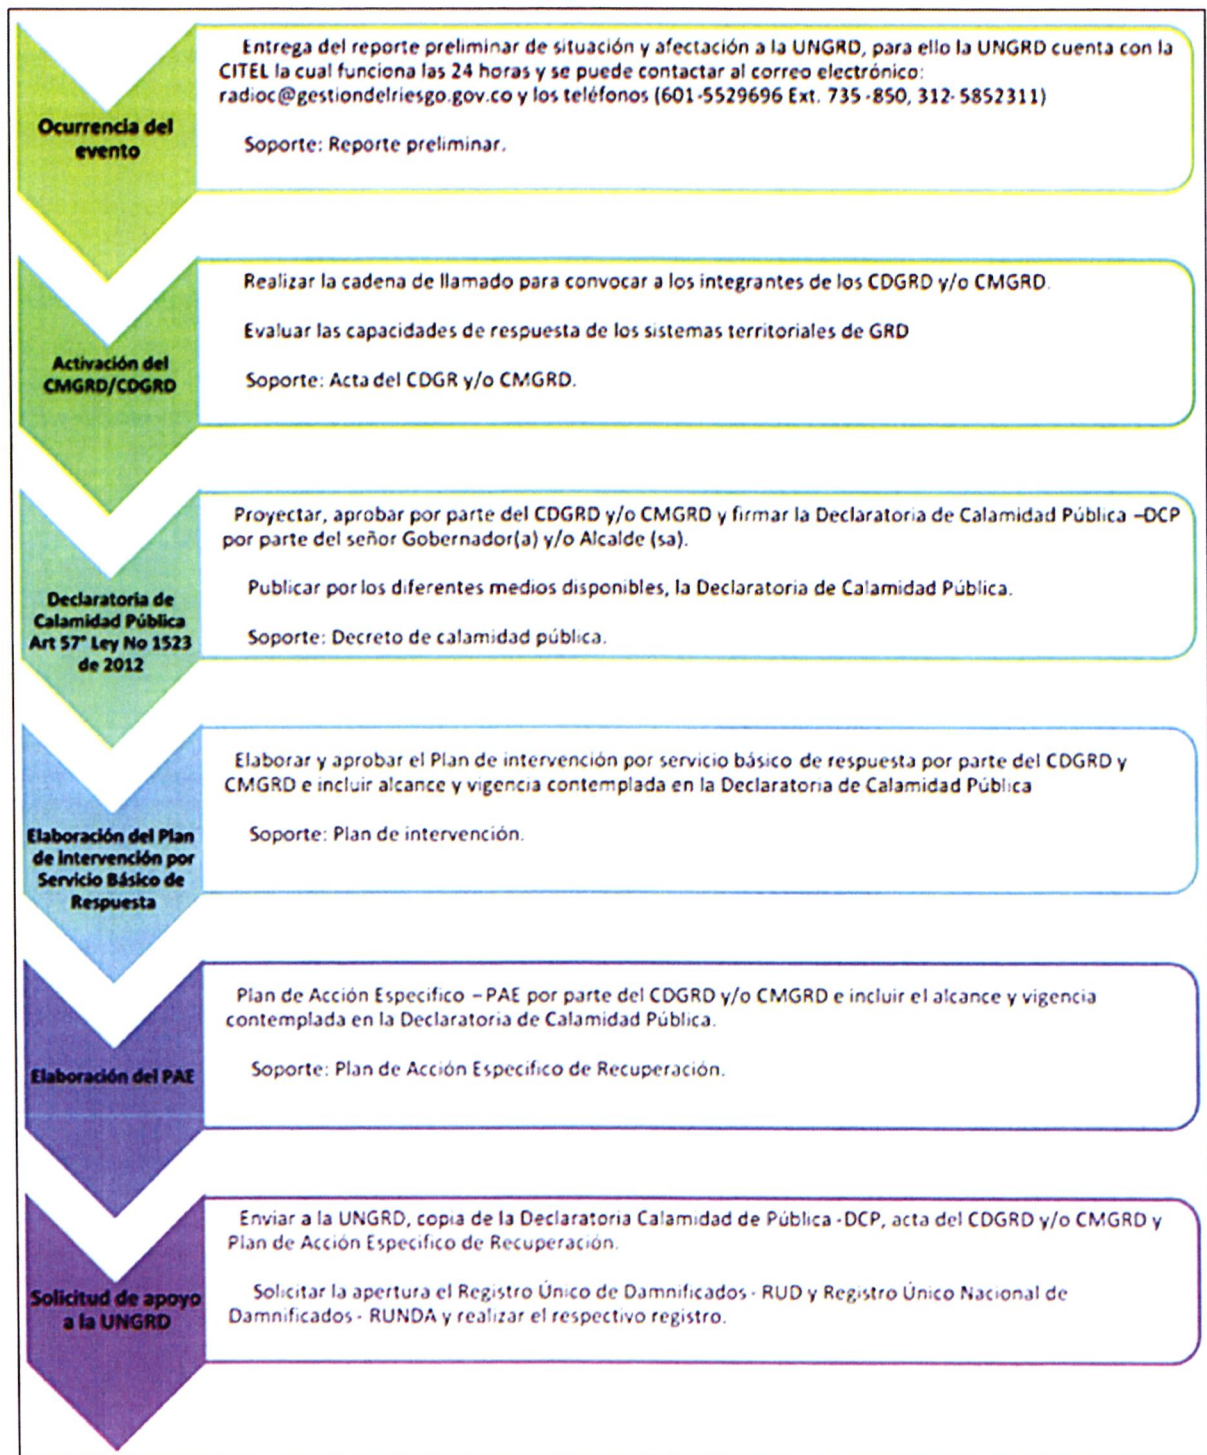 Ocurrencia del
evento
Entrega del reporte preliminar de situación y afectación a la UNGRD, para ello la UNGRD cuenta con la
CITEL la cual funciona las 24 horas y se puede contactar al correo electrónico:
radioc@gestiondelriesgo.gov.co y los teléfonos (601-5529696 Ext. 735 -850, 312- 5852311)
Soporte: Reporte preliminar.
Activación del
CMGRD/CDGRD
Realizar la cadena de llamado para convocar a los integrantes de los CDGRD y/o CMGRD.
Evaluar las capacidades de respuesta de los sistemas territoriales de GRD
Soporte: Acta del CDGR y/o CMGRD.
Declaratoria de
Calamidad Pública
Art 57° Ley No 1523
de 2012
Proyectar, aprobar por parte del CDGRD y/o CMGRD y firmar la Declaratoria de Calamidad Pública –DCP
por parte del señor Gobernador(a) y/o Alcalde (sa).
Publicar por los diferentes medios disponibles, la Declaratoria de Calamidad Pública.
Soporte: Decreto de calamidad pública.
Elaboración del Plan
de intervención por
Servicio Básico de
Respuesta
Elaborar y aprobar el Plan de intervención por servicio básico de respuesta por parte del CDGRD y
CMGRD e incluir alcance y vigencia contemplada en la Declaratoria de Calamidad Pública
Soporte: Plan de intervención.
Elaboración del PAE
Plan de Acción Especifico – PAE por parte del CDGRD y/o CMGRD e incluir el alcance y vigencia
contemplada en la Declaratoria de Calamidad Pública.
Soporte: Plan de Acción Especifico de Recuperación.
Solicitud de apoyo
a la UNGRD
Enviar a la UNGRD, copia de la Declaratoria Calamidad de Pública -DCP, acta del CDGRD y/o CMGRD y
Plan de Acción Especifico de Recuperación.
Solicitar la apertura el Registro Único de Damnificados - RUD y Registro Único Nacional de
Damnificados - RUNDA y realizar el respectivo registro.